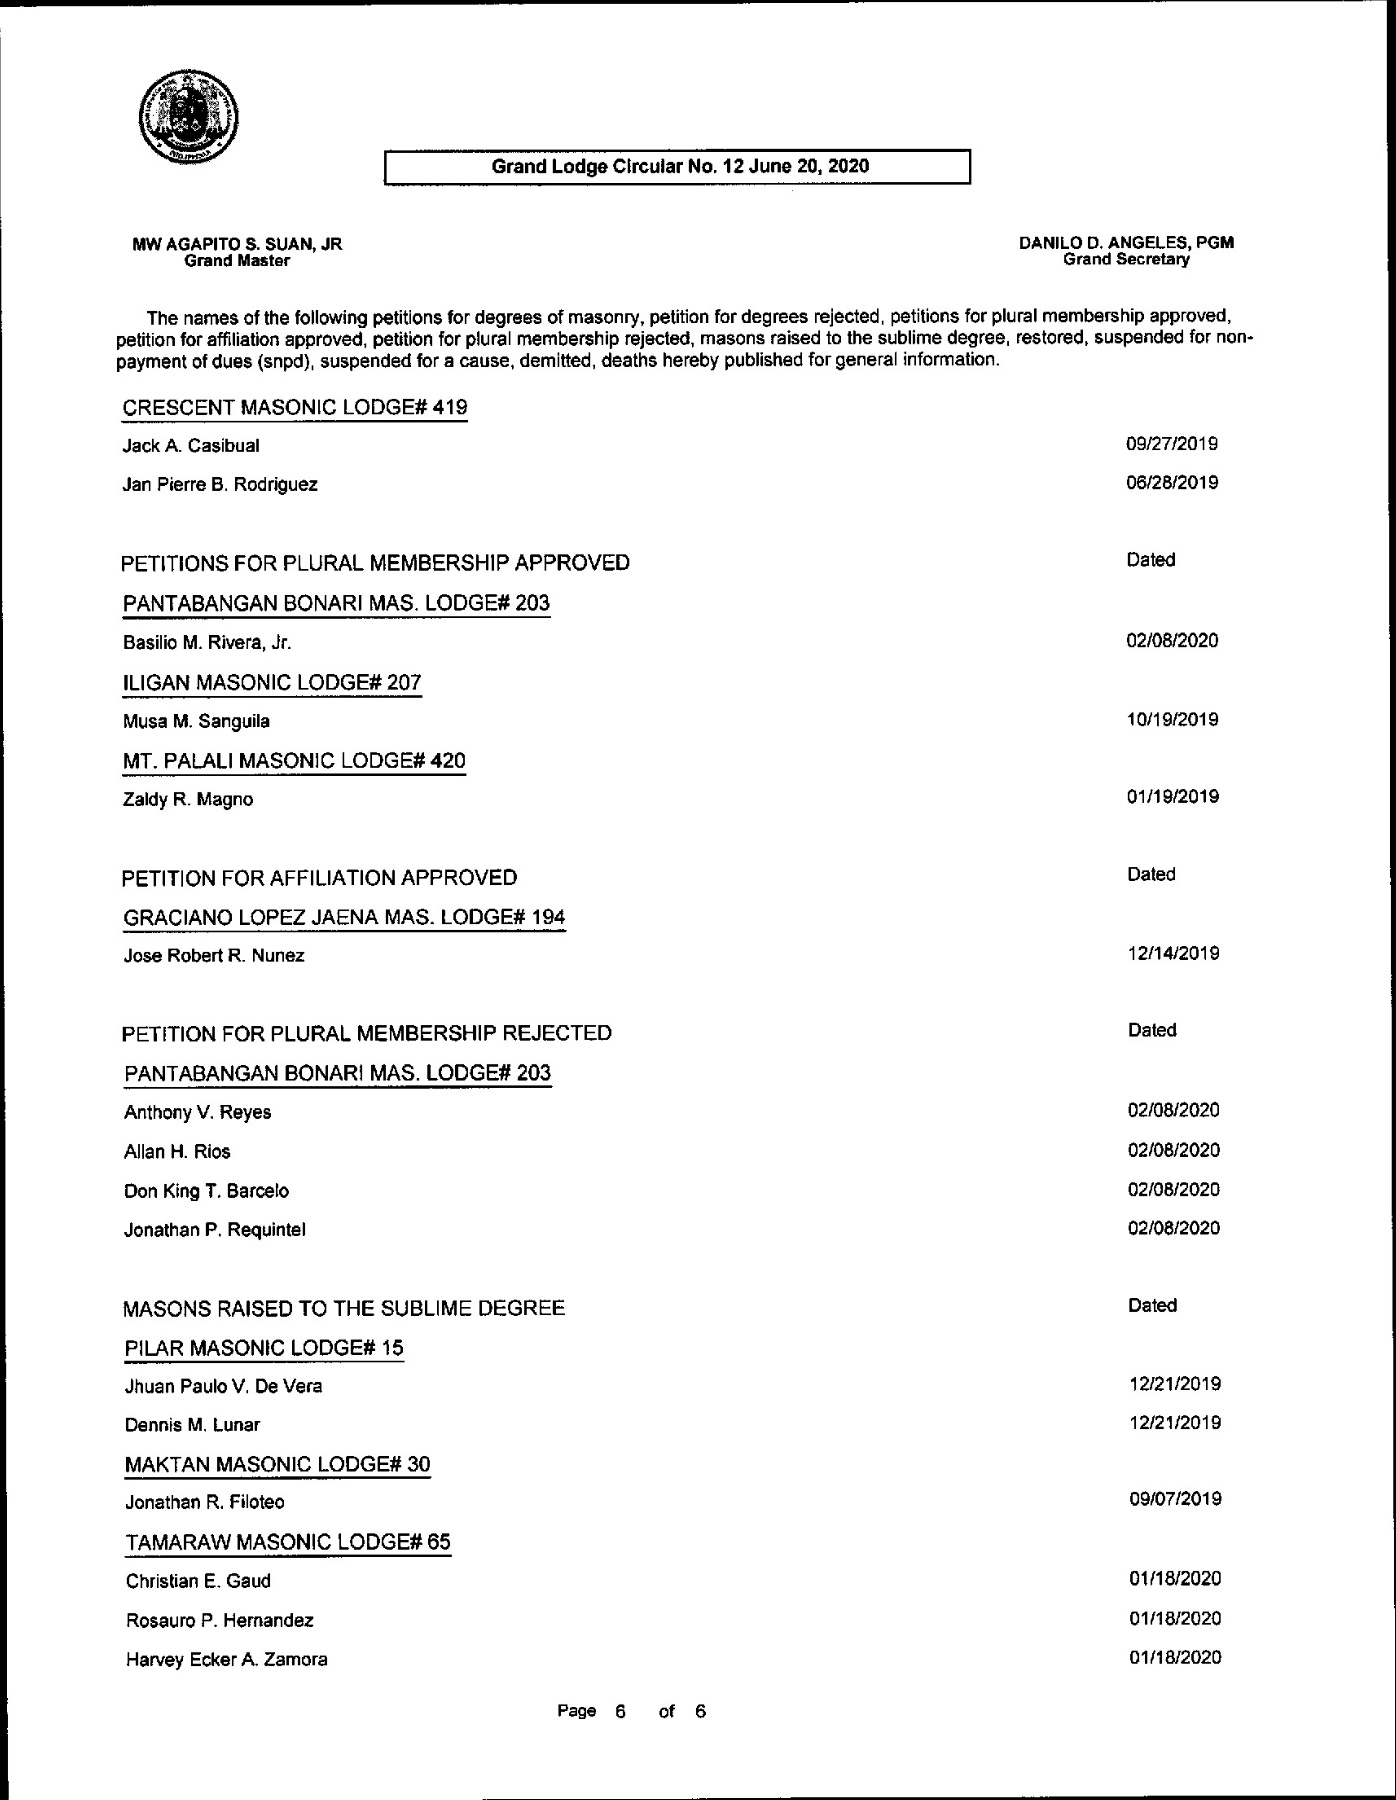 Grand Lodge Circular No. 12 June 20, 2020
MW AGAPITO S. SUAN, JR
Grand Master
DANILO D. ANGELES, PGM
Grand Secretary
The names of the following petitions for degrees of masonry, petition for degrees rejected, petitions for plural membership approved,
petition for affiliation approved, petition for plural membership rejected, masons raised to the sublime degree, restored, suspended for non-
payment of dues (snpd), suspended for a cause, demitted, deaths hereby published for general information.
CRESCENT MASONIC LODGE# 419
Jack A. Casibual 09/27/2019
Jan Pierre B. Rodriguez 06/28/2019
PETITIONS FOR PLURAL MEMBERSHIP APPROVED Dated
PANTABANGAN BONARI MAS. LODGE# 203
Basilio M. Rivera, Jr. 02/08/2020
ILIGAN MASONIC LODGE# 207
Musa M. Sanguila 10/19/2019
MT. PALALI MASONIC LODGE# 420
Zaldy R. Magno 01/19/2019
PETITION FOR AFFILIATION APPROVED Dated
GRACIANO LOPEZ JAENA MAS. LODGE# 194
Jose Robert R. Nunez 12/14/2019
PETITION FOR PLURAL MEMBERSHIP REJECTED Dated
PANTABANGAN BONARI MAS. LODGE# 203
Anthony V. Reyes 02/08/2020
Allan H. Rios 02/08/2020
Don King T. Barcelo 02/08/2020
Jonathan P. Requintel 02/08/2020
MASONS RAISED TO THE SUBLIME DEGREE Dated
PILAR MASONIC LODGE# 15
Jhuan Paulo V. De Vera 12/21/2019
Dennis M. Lunar 12/21/2019
MAKTAN MASONIC LODGE# 30
Jonathan R. Filoteo 09/07/2019
TAMARAW MASONIC LODGE# 65
Christian E. Gaud 01/18/2020
Rosauro P. Hernandez 01/18/2020
Harvey Ecker A. Zamora 01/18/2020
Page 6 of 6